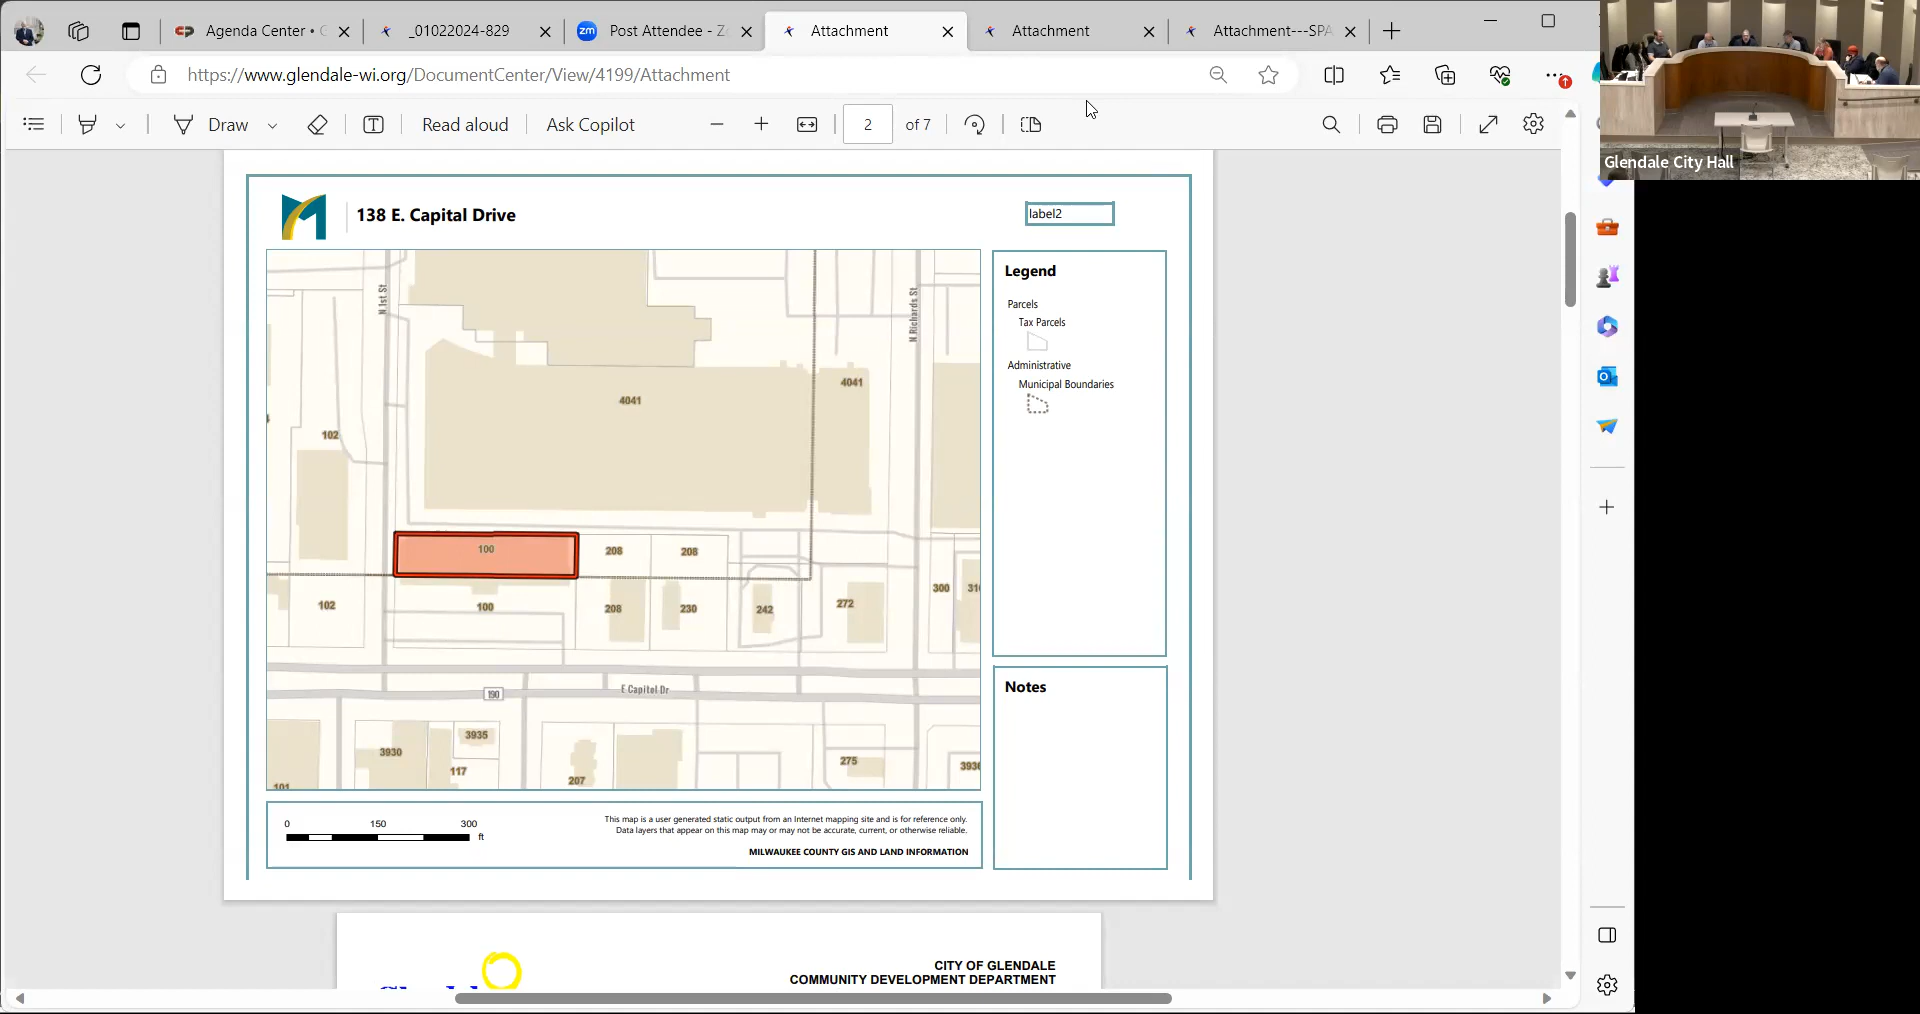 Agenda Center •
_01022024-829
zm
Post Attendee - Z
Attachment
Attachment
Attachment---SPA
https://www.glendale-wi.org/DocumentCenter/View/4199/Attachment
Draw
Read aloud
Ask Copilot
2
of 7
Glendale City Hall
138 E. Capital Drive
label2
N 1st St
N Richards St
4041
4041
102
100
208
208
102
100
208
230
242
272
300
190
E Capitol Dr
3930
3935
117
207
275
101
Legend
Parcels
Tax Parcels
Administrative
Municipal Boundaries
Notes
0 150 300
ft
This map is a user generated static output from an Internet mapping site and is for reference only.
Data layers that appear on this map may or may not be accurate, current, or otherwise reliable.
MILWAUKEE COUNTY GIS AND LAND INFORMATION
CITY OF GLENDALE
COMMUNITY DEVELOPMENT DEPARTMENT